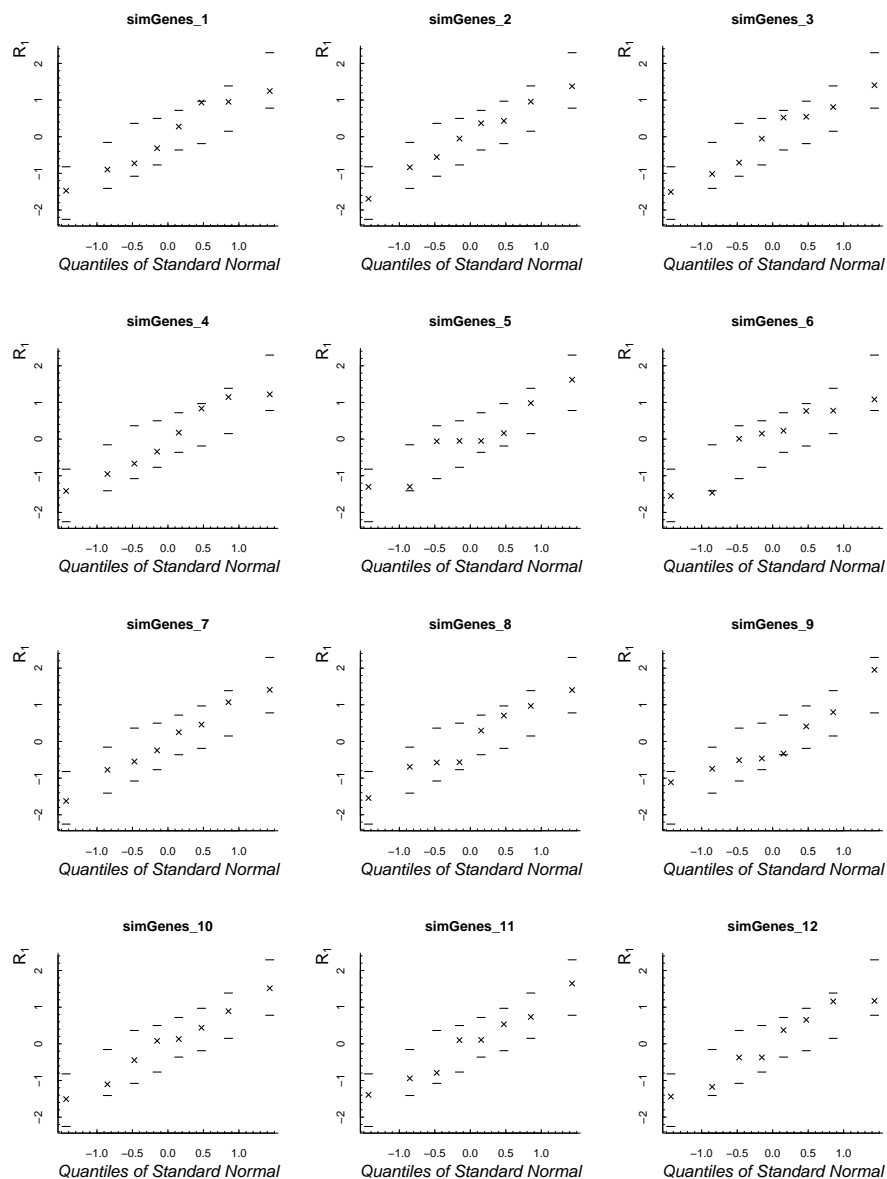 simGenes_1 simGenes_2 simGenes_3
R1 R1 R1
2 2 2
1 1 1
0 0 0
−1 −1 −1
−2 −2 −2
−1.0 −0.5 0.0 0.5 1.0 −1.0 −0.5 0.0 0.5 1.0 −1.0 −0.5 0.0 0.5 1.0
Quantiles of Standard Normal Quantiles of Standard Normal Quantiles of Standard Normal
simGenes_4 simGenes_5 simGenes_6
R1 R1 R1
2 2 2
1 1 1
0 0 0
−1 −1 −1
−2 −2 −2
−1.0 −0.5 0.0 0.5 1.0 −1.0 −0.5 0.0 0.5 1.0 −1.0 −0.5 0.0 0.5 1.0
Quantiles of Standard Normal Quantiles of Standard Normal Quantiles of Standard Normal
simGenes_7 simGenes_8 simGenes_9
R1 R1 R1
2 2 2
1 1 1
0 0 0
−1 −1 −1
−2 −2 −2
−1.0 −0.5 0.0 0.5 1.0 −1.0 −0.5 0.0 0.5 1.0 −1.0 −0.5 0.0 0.5 1.0
Quantiles of Standard Normal Quantiles of Standard Normal Quantiles of Standard Normal
simGenes_10 simGenes_11 simGenes_12
R1 R1 R1
2 2 2
1 1 1
0 0 0
−1 −1 −1
−2 −2 −2
−1.0 −0.5 0.0 0.5 1.0 −1.0 −0.5 0.0 0.5 1.0 −1.0 −0.5 0.0 0.5 1.0
Quantiles of Standard Normal Quantiles of Standard Normal Quantiles of Standard Normal